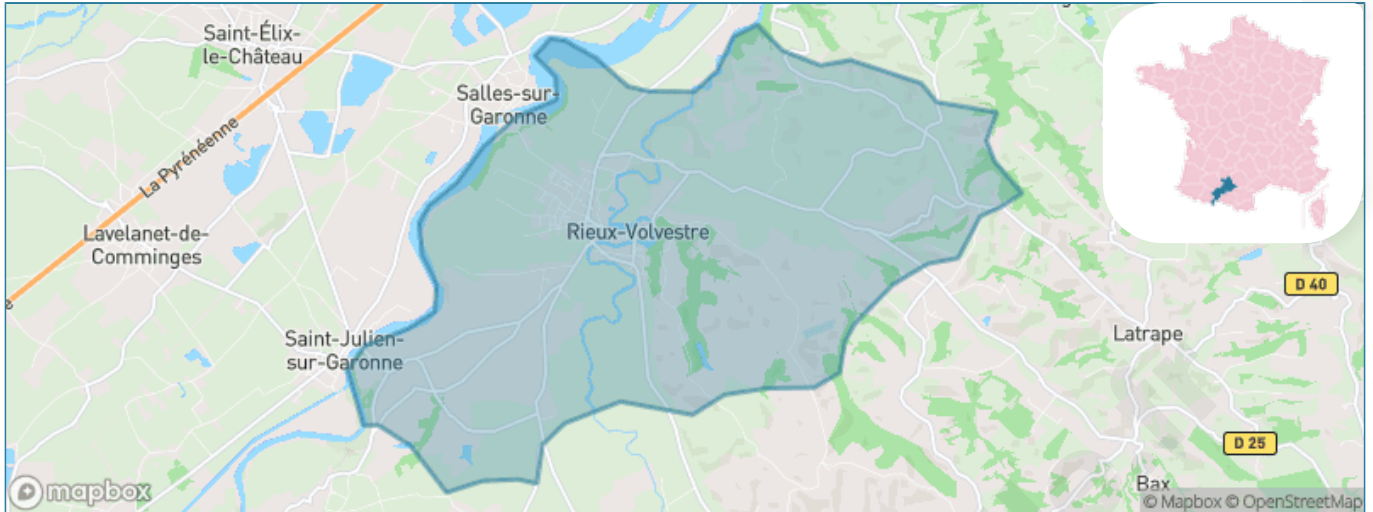 Saint-Élix-
le-Château
Salles-sur-
Garonne
La Pyrénéenne
Lavelanet-de-
Comminges
Rieux-Volvestre
D 40
Saint-Julien-
sur-Garonne
Latrape
D 25
Bax
mapbox
© Mapbox © OpenStreetMap